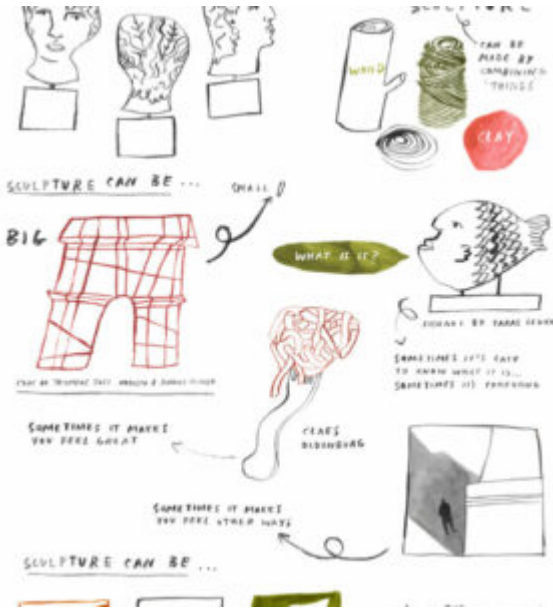 SCULPTURE
CAN BE
MADE BY
COMBINING
THINGS
WOOD
CLAY
SCULPTURE CAN BE ...
SMALL
BIG
WHAT IS IT?
SOMETIMES IT'S EASY
TO KNOW WHAT IT IS...
SOMETIMES IT'S CONFUSING
SOMETIMES IT MAKES
YOU FEEL GREAT
CLAES
OLDENBURG
SOMETIMES IT MAKES
YOU FEEL OTHER WAYS
SCULPTURE CAN BE ...